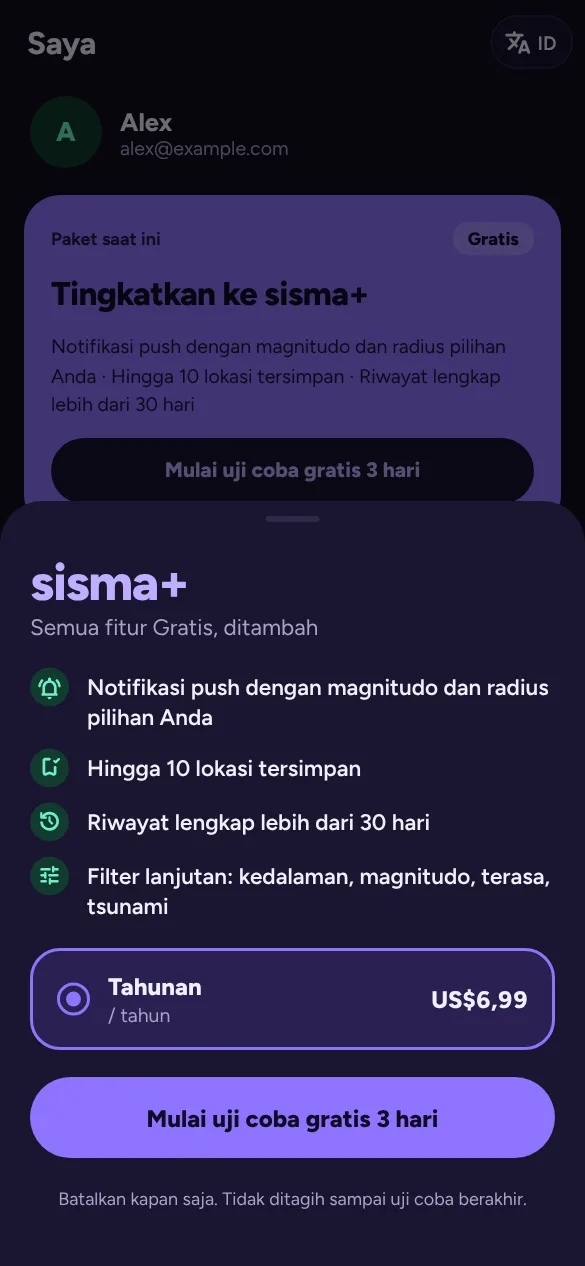 Saya
ID
A
Alex
alex@example.com
Paket saat ini
Gratis
Tingkatkan ke sisma+
Notifikasi push dengan magnitudo dan radius pilihan
Anda · Hingga 10 lokasi tersimpan · Riwayat lengkap
lebih dari 30 hari
Mulai uji coba gratis 3 hari
sisma+
Semua fitur Gratis, ditambah
Notifikasi push dengan magnitudo dan radius
pilihan Anda
Hingga 10 lokasi tersimpan
Riwayat lengkap lebih dari 30 hari
Filter lanjutan: kedalaman, magnitudo, terasa,
tsunami
Tahunan
/ tahun
US$6,99
Mulai uji coba gratis 3 hari
Batalkan kapan saja. Tidak ditagih sampai uji coba berakhir.